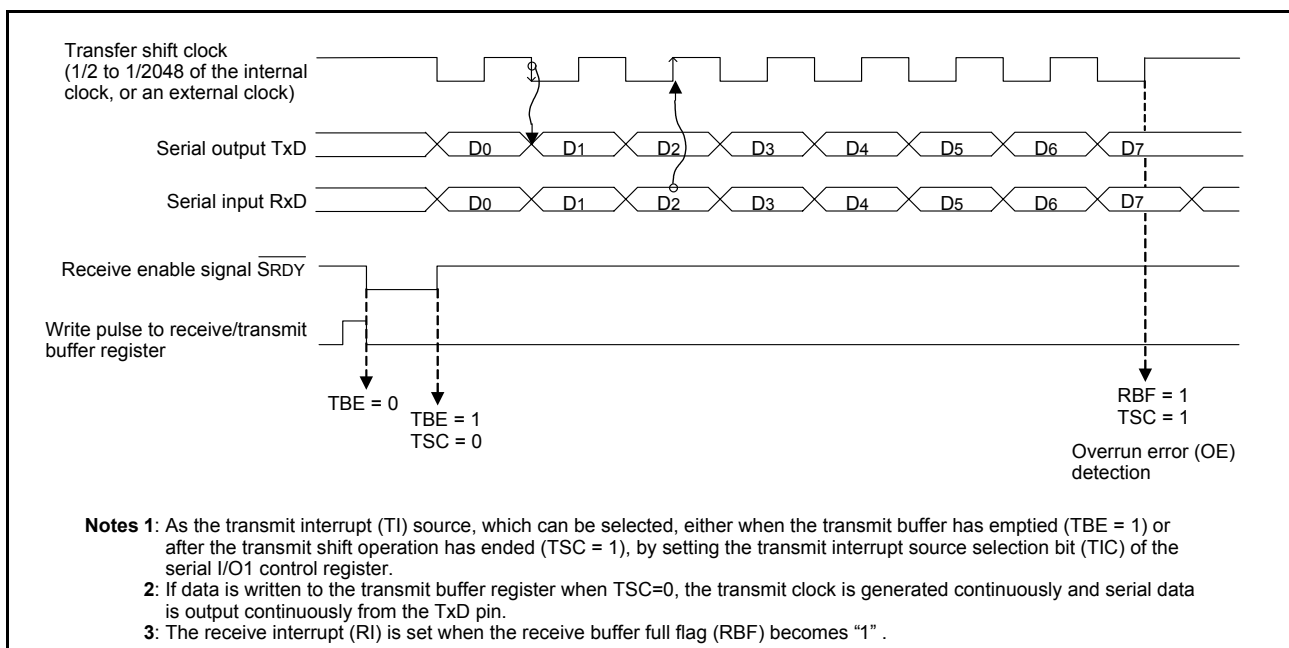 Transfer shift clock
(1/2 to 1/2048 of the internal
clock, or an external clock)
Serial output TxD
D0 D1 D2 D3 D4 D5 D6 D7
Serial input RxD
D0 D1 D2 D3 D4 D5 D6 D7
Receive enable signal SRDY
Write pulse to receive/transmit
buffer register
TBE = 0
TBE = 1
TSC = 0
RBF = 1
TSC = 1
Overrun error (OE)
detection
Notes 1: As the transmit interrupt (TI) source, which can be selected, either when the transmit buffer has emptied (TBE = 1) or
after the transmit shift operation has ended (TSC = 1), by setting the transmit interrupt source selection bit (TIC) of the
serial I/O1 control register.
2: If data is written to the transmit buffer register when TSC=0, the transmit clock is generated continuously and serial data
is output continuously from the TxD pin.
3: The receive interrupt (RI) is set when the receive buffer full flag (RBF) becomes “1” .